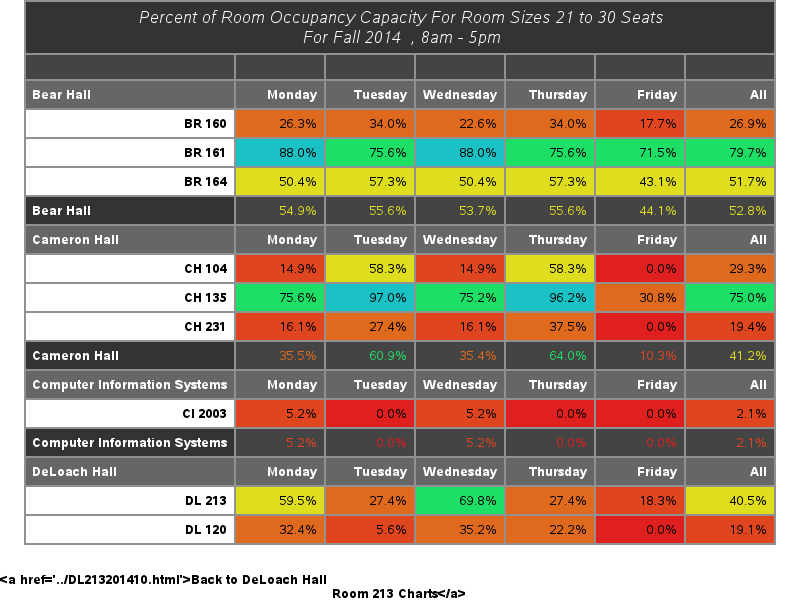 Percent of Room Occupancy Capacity For Room Sizes 21 to 30 Seats
For Fall 2014 , 8am - 5pm
Bear Hall Monday Tuesday Wednesday Thursday Friday All
BR 160 26.3% 34.0% 22.6% 34.0% 17.7% 26.9%
BR 161 88.0% 75.6% 88.0% 75.6% 71.5% 79.7%
BR 164 50.4% 57.3% 50.4% 57.3% 43.1% 51.7%
Bear Hall 54.9% 55.6% 53.7% 55.6% 44.1% 52.8%
Cameron Hall Monday Tuesday Wednesday Thursday Friday All
CH 104 14.9% 58.3% 14.9% 58.3% 0.0% 29.3%
CH 135 75.6% 97.0% 75.2% 96.2% 30.8% 75.0%
CH 231 16.1% 27.4% 16.1% 37.5% 0.0% 19.4%
Cameron Hall 35.5% 60.9% 35.4% 64.0% 10.3% 41.2%
Computer Information Systems Monday Tuesday Wednesday Thursday Friday All
CI 2003 5.2% 0.0% 5.2% 0.0% 0.0% 2.1%
Computer Information Systems 5.2% 0.0% 5.2% 0.0% 0.0% 2.1%
DeLoach Hall Monday Tuesday Wednesday Thursday Friday All
DL 213 59.5% 27.4% 69.8% 27.4% 18.3% 40.5%
DL 120 32.4% 5.6% 35.2% 22.2% 0.0% 19.1%
<a href='../DL213201410.html'>Back to DeLoach Hall
Room 213 Charts</a>